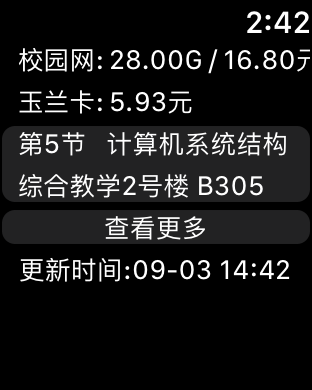 2:42
校园网: 28.00G / 16.80元
玉兰卡: 5.93元
第5节 计算机系统结构
综合教学2号楼 B305
查看更多
更新时间:09-03 14:42